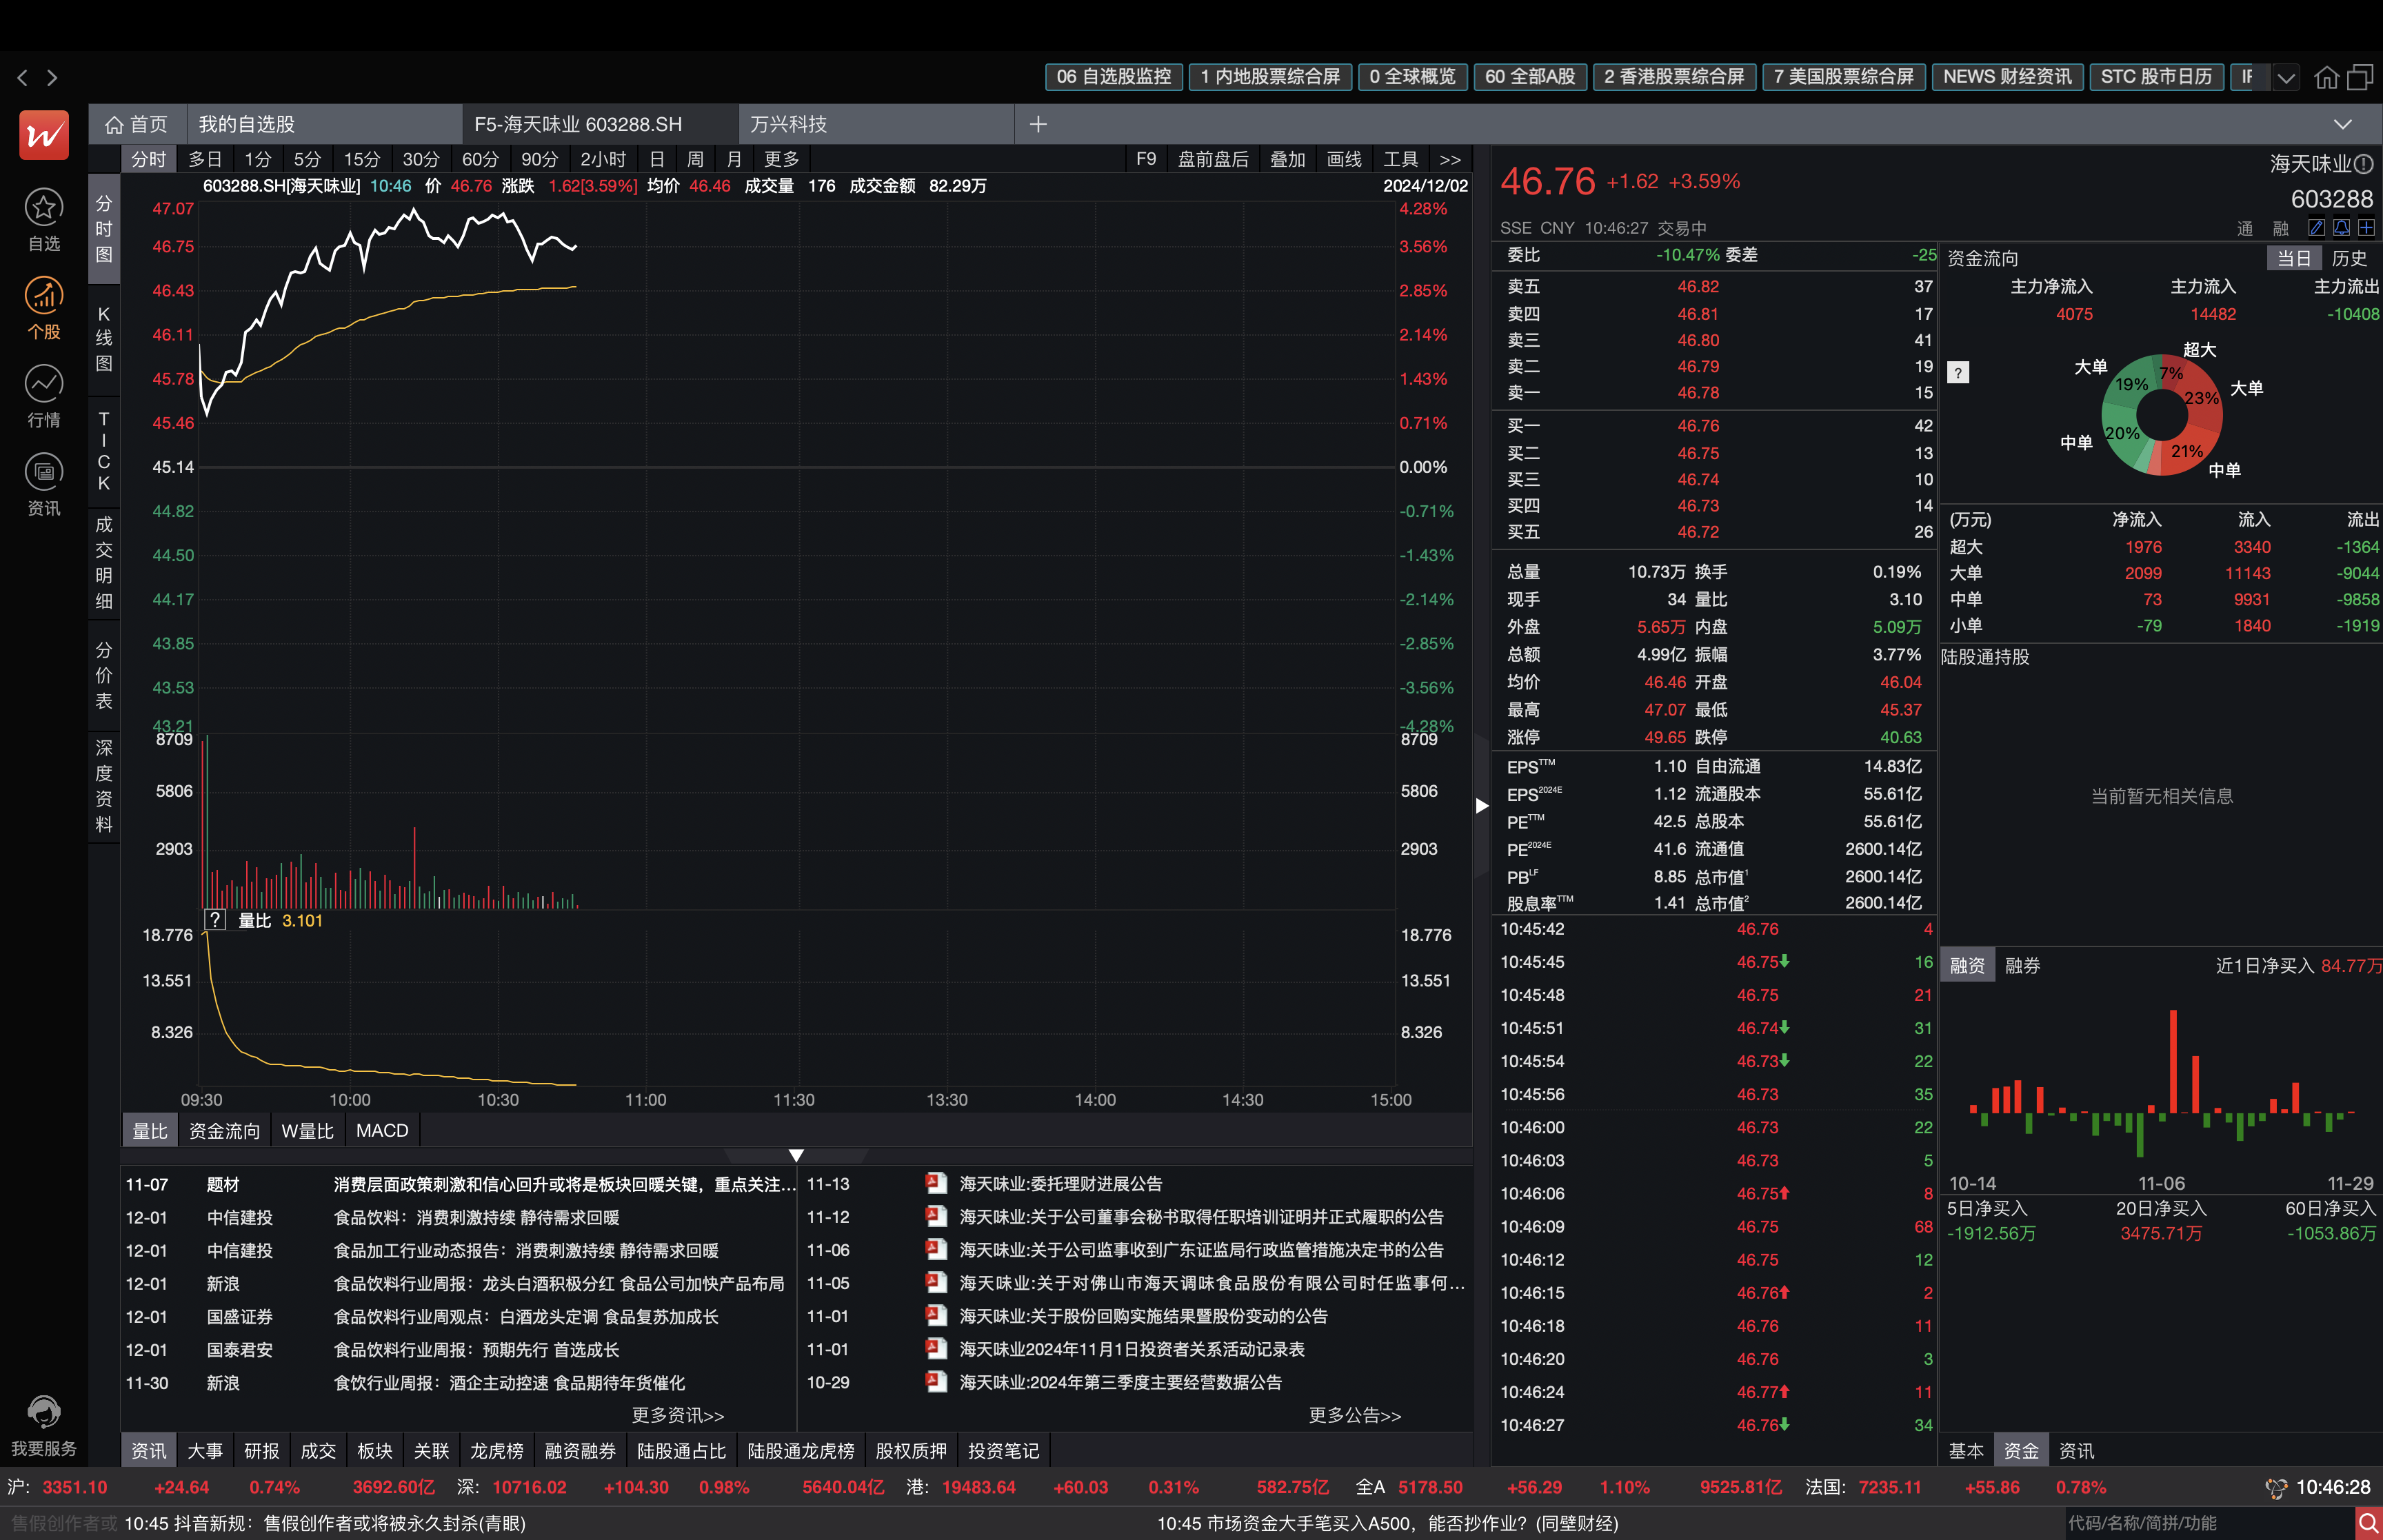 06 自选股监控 1 内地股票综合屏 0 全球概览 60 全部A股 2 香港股票综合屏 7 美国股票综合屏 NEWS 财经资讯 STC 股市日历
首页 我的自选股 F5-海天味业 603288.SH 万兴科技
分时 多日 1分 5分 15分 30分 60分 90分 2小时 日 周 月 更多 F9 盘前盘后 叠加 画线 工具 >>
自选
个股
行情
资讯
我要服务
分时图
K线图
TICK
成交明细
分价表
深度资料
603288.SH[海天味业] 10:46 价 46.76 涨跌 1.62[3.59%] 均价 46.46 成交量 176 成交金额 82.29万 2024/12/02
47.07 4.28%
46.75 3.56%
46.43 2.85%
46.11 2.14%
45.78 1.43%
45.46 0.71%
45.14 0.00%
44.82 -0.71%
44.50 -1.43%
44.17 -2.14%
43.85 -2.85%
43.53 -3.56%
43.21 -4.28%
8709 8709
5806 5806
2903 2903
? 量比 3.101
18.776 18.776
13.551 13.551
8.326 8.326
09:30 10:00 10:30 11:00 11:30 13:30 14:00 14:30 15:00
量比 资金流向 W量比 MACD
11-07 题材 消费层面政策刺激和信心回升或将是板块回暖关键，重点关注...
12-01 中信建投 食品饮料：消费刺激持续 静待需求回暖
12-01 中信建投 食品加工行业动态报告：消费刺激持续 静待需求回暖
12-01 新浪 食品饮料行业周报：龙头白酒积极分红 食品公司加快产品布局
12-01 国盛证券 食品饮料行业周观点：白酒龙头定调 食品复苏加成长
12-01 国泰君安 食品饮料行业周报：预期先行 首选成长
11-30 新浪 食饮行业周报：酒企主动控速 食品期待年货催化
更多资讯>>
11-13 海天味业:委托理财进展公告
11-12 海天味业:关于公司董事会秘书取得任职培训证明并正式履职的公告
11-06 海天味业:关于公司监事收到广东证监局行政监管措施决定书的公告
11-05 海天味业:关于对佛山市海天调味食品股份有限公司时任监事何...
11-01 海天味业:关于股份回购实施结果暨股份变动的公告
11-01 海天味业2024年11月1日投资者关系活动记录表
10-29 海天味业:2024年第三季度主要经营数据公告
更多公告>>
资讯 大事 研报 成交 板块 关联 龙虎榜 融资融券 陆股通占比 陆股通龙虎榜 股权质押 投资笔记
46.76 +1.62 +3.59% 海天味业
603288
SSE CNY 10:46:27 交易中 通 融
委比 -10.47% 委差 -25
卖五 46.82 37
卖四 46.81 17
卖三 46.80 41
卖二 46.79 19
卖一 46.78 15
买一 46.76 42
买二 46.75 13
买三 46.74 10
买四 46.73 14
买五 46.72 26
总量 10.73万 换手 0.19%
现手 34 量比 3.10
外盘 5.65万 内盘 5.09万
总额 4.99亿 振幅 3.77%
均价 46.46 开盘 46.04
最高 47.07 最低 45.37
涨停 49.65 跌停 40.63
EPSTTM 1.10 自由流通 14.83亿
EPS2024E 1.12 流通股本 55.61亿
PETTM 42.5 总股本 55.61亿
PE2024E 41.6 流通值 2600.14亿
PBLF 8.85 总市值1 2600.14亿
股息率TTM 1.41 总市值2 2600.14亿
10:45:42 46.76 4
10:45:45 46.75 16
10:45:48 46.75 21
10:45:51 46.74 31
10:45:54 46.73 22
10:45:56 46.73 35
10:46:00 46.73 22
10:46:03 46.73 5
10:46:06 46.75 8
10:46:09 46.75 68
10:46:12 46.75 12
10:46:15 46.76 2
10:46:18 46.76 11
10:46:20 46.76 3
10:46:24 46.77 11
10:46:27 46.76 34
资金流向 当日 历史
主力净流入 主力流入 主力流出
4075 14482 -10408
?
超大 7%
大单 23%
中单 21%
中单 20%
大单 19%
(万元) 净流入 流入 流出
超大 1976 3340 -1364
大单 2099 11143 -9044
中单 73 9931 -9858
小单 -79 1840 -1919
陆股通持股
当前暂无相关信息
融资 融券 近1日净买入 84.77万
10-14 11-06 11-29
5日净买入 20日净买入 60日净买入
-1912.56万 3475.71万 -1053.86万
基本 资金 资讯
沪: 3351.10 +24.64 0.74% 3692.60亿 深: 10716.02 +104.30 0.98% 5640.04亿 港: 19483.64 +60.03 0.31% 582.75亿 全A 5178.50 +56.29 1.10% 9525.81亿 法国: 7235.11 +55.86 0.78% 10:46:28
售假创作者或 10:45 抖音新规：售假创作者或将被永久封杀(青眼) 10:45 市场资金大手笔买入A500，能否抄作业？(同壁财经) 代码/名称/简拼/功能